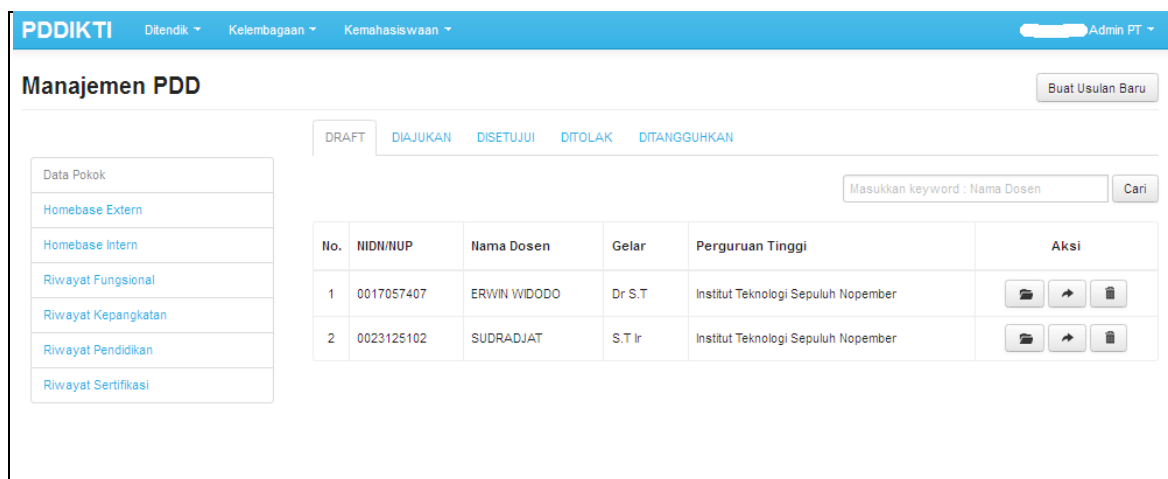 PDDIKTI Ditendik Kelembagaan Kemahasiswaan Admin PT
Manajemen PDD Buat Usulan Baru
DRAFT DIAJUKAN DISETUJUI DITOLAK DITANGGUHKAN
Data Pokok
Homebase Extern
Homebase Intern
Riwayat Fungsional
Riwayat Kepangkatan
Riwayat Pendidikan
Riwayat Sertifikasi
Masukkan keyword : Nama Dosen Cari
No. NIDN/NUP Nama Dosen Gelar Perguruan Tinggi Aksi
1 0017057407 ERWIN WIDODO Dr S.T Institut Teknologi Sepuluh Nopember
2 0023125102 SUDRADJAT S.T Ir Institut Teknologi Sepuluh Nopember